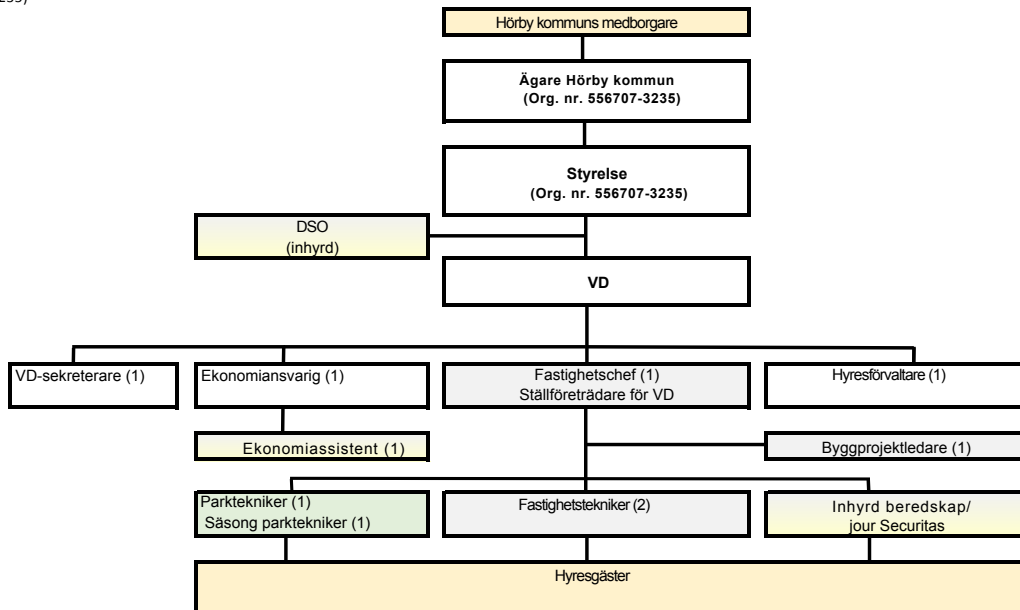 Hörby kommuns medborgare
Ägare Hörby kommun
(Org. nr. 556707-3235)
Styrelse
(Org. nr. 556707-3235)
DSO
(inhyrd)
VD
VD-sekreterare (1)
Ekonomiansvarig (1)
Fastighetschef (1)
Ställföreträdare för VD
Hyresförvaltare (1)
Ekonomiassistent (1)
Byggprojektledare (1)
Parktekniker (1)
Säsong parktekniker (1)
Fastighetstekniker (2)
Inhyrd beredskap/
jour Securitas
Hyresgäster